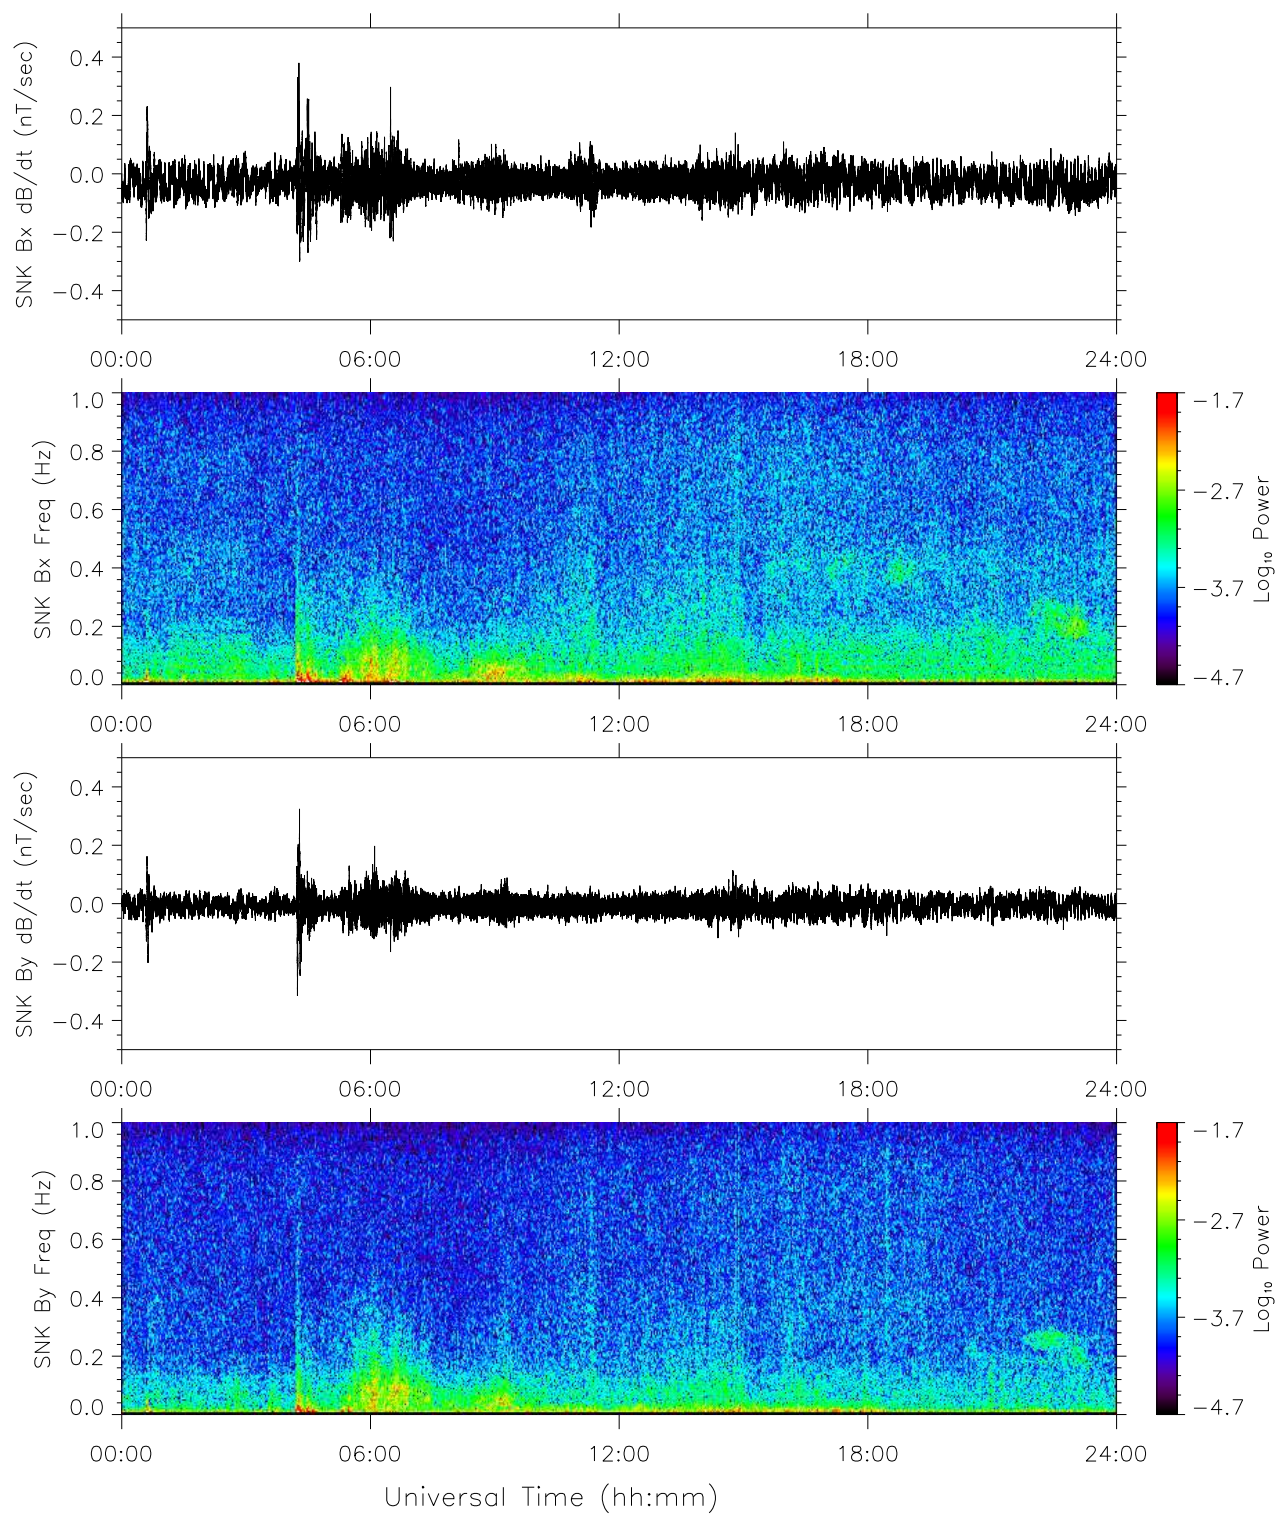 SNK Bx dB/dt (nT/sec)
0.4
0.2
0.0
−0.2
−0.4
00:00 06:00 12:00 18:00 24:00
SNK Bx Freq (Hz)
1.0
0.8
0.6
0.4
0.2
0.0
−1.7
−2.7
−3.7
−4.7
Log₁₀ Power
00:00 06:00 12:00 18:00 24:00
SNK By dB/dt (nT/sec)
0.4
0.2
0.0
−0.2
−0.4
00:00 06:00 12:00 18:00 24:00
SNK By Freq (Hz)
1.0
0.8
0.6
0.4
0.2
0.0
−1.7
−2.7
−3.7
−4.7
Log₁₀ Power
00:00 06:00 12:00 18:00 24:00
Universal Time (hh:mm)